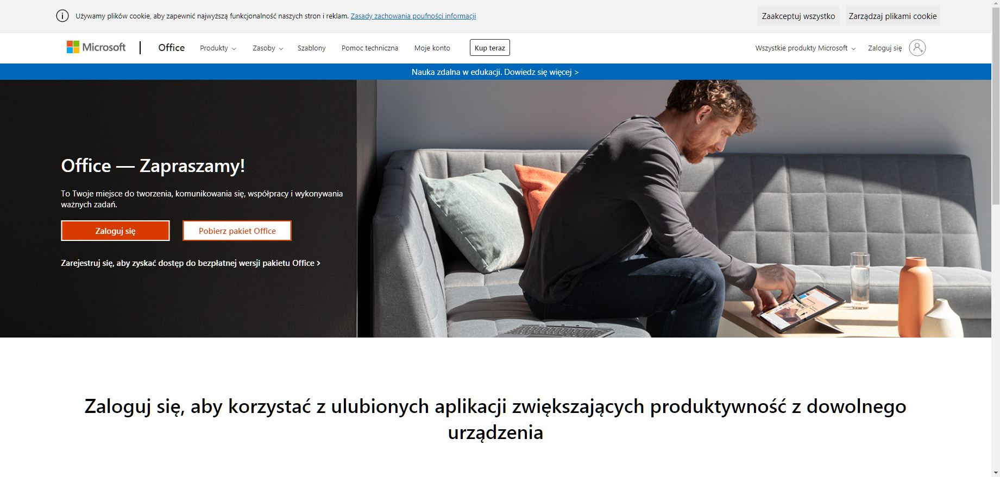 Używamy plików cookie, aby zapewnić najwyższą funkcjonalność naszych stron i reklam. Zasady zachowania poufności informacji
Zaakceptuj wszystko
Zarządzaj plikami cookie
Microsoft
Office
Produkty
Zasoby
Szablony
Pomoc techniczna
Moje konto
Kup teraz
Wszystkie produkty Microsoft
Zaloguj się
Nauka zdalna w edukacji. Dowiedz się więcej >
Office — Zapraszamy!
To Twoje miejsce do tworzenia, komunikowania się, współpracy i wykonywania
ważnych zadań.
Zaloguj się
Pobierz pakiet Office
Zarejestruj się, aby zyskać dostęp do bezpłatnej wersji pakietu Office >
Zaloguj się, aby korzystać z ulubionych aplikacji zwiększających produktywność z dowolnego
urządzenia